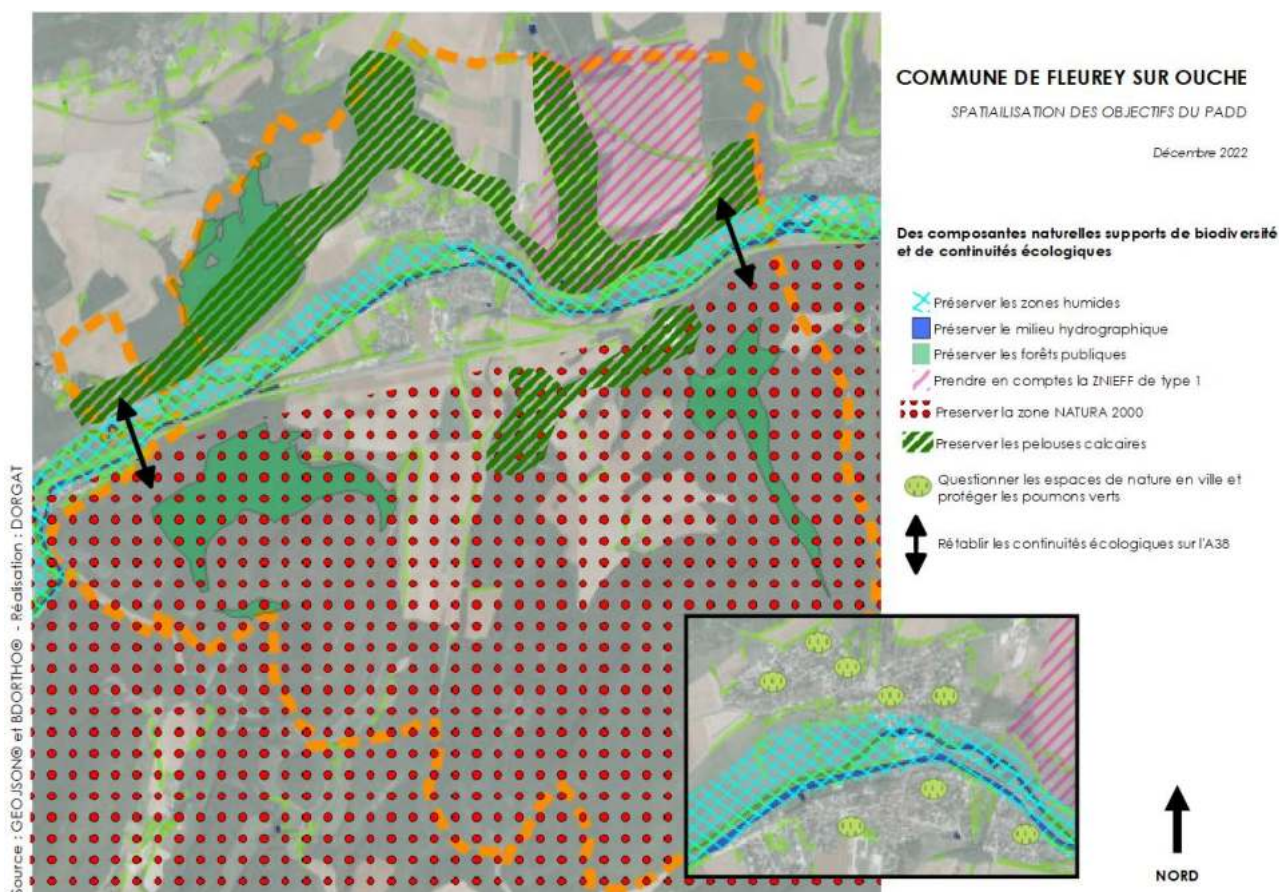 COMMUNE DE FLEUREY SUR OUCHE
SPATIAILISATION DES OBJECTIFS DU PADD
Décembre 2022
Des composantes naturelles supports de biodiversité
et de continuités écologiques
Préserver les zones humides
Préserver le milieu hydrographique
Préserver les forêts publiques
Prendre en comptes la ZNIEFF de type 1
Preserver la zone NATURA 2000
Preserver les pelouses calcaires
Questionner les espaces de nature en ville et
protéger les poumons verts
Rétablir les continuités écologiques sur l'A38
NORD
Source : GEOJSON® et BDORTHO® - Réalisation : DORGAT